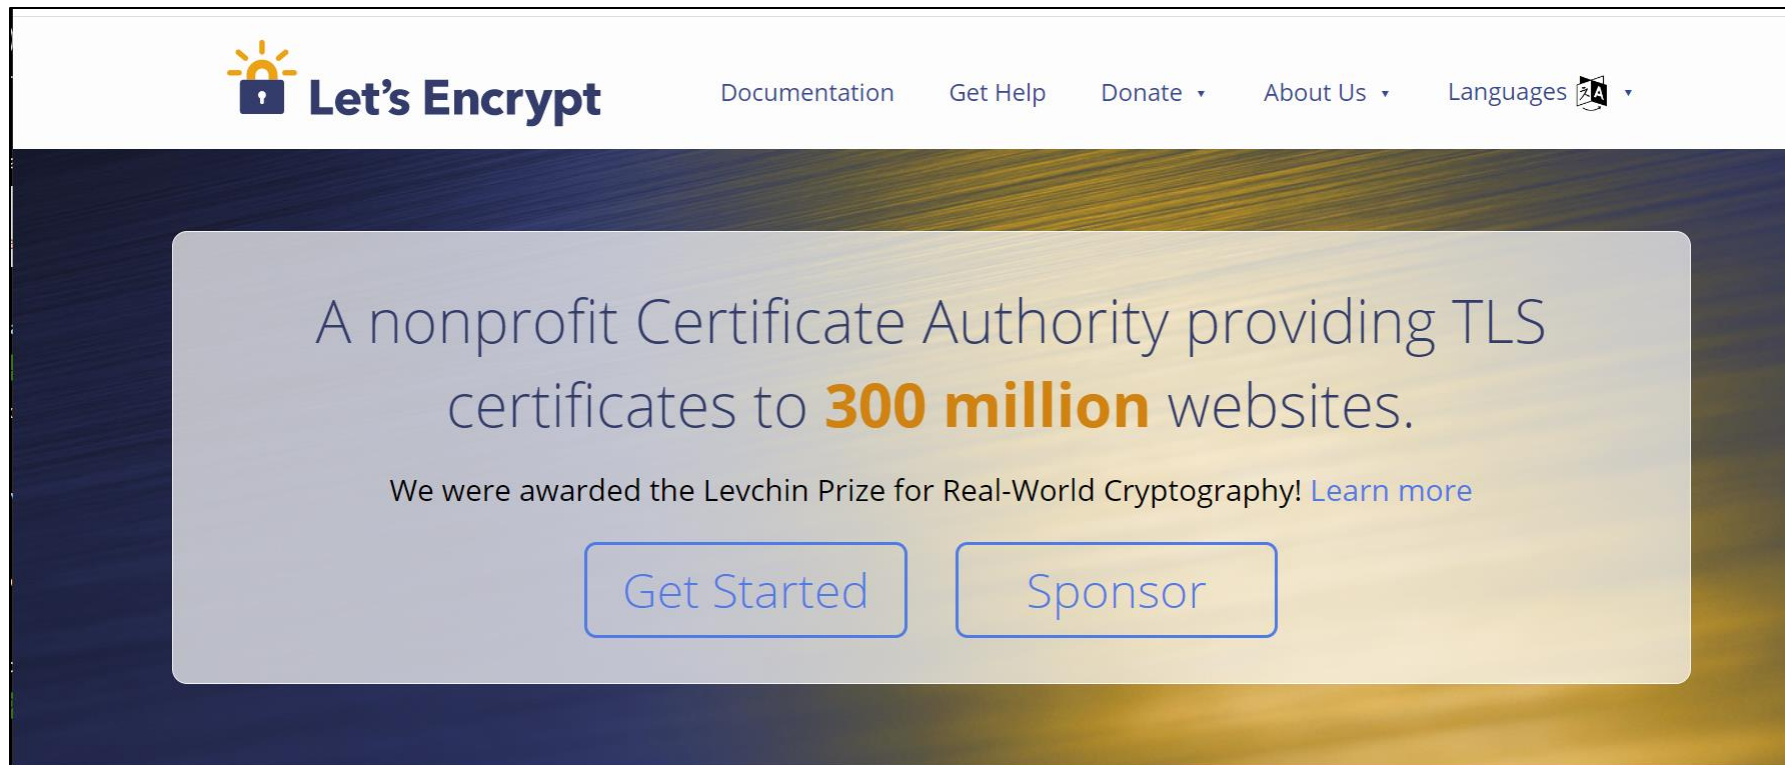 Let's Encrypt
Documentation Get Help Donate About Us Languages
A nonprofit Certificate Authority providing TLS
certificates to 300 million websites.
We were awarded the Levchin Prize for Real-World Cryptography! Learn more
Get Started Sponsor